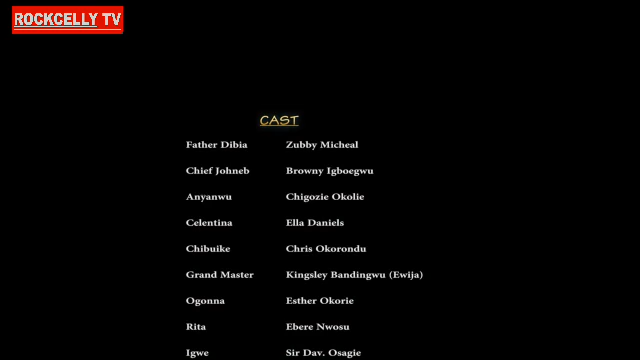 ROCKCELLY TV
CAST
Father Dibia Zubby Micheal
Chief Johneb Browny Igboegwu
Anyanwu Chigozie Okolie
Celentina Ella Daniels
Chibuike Chris Okorondu
Grand Master Kingsley Bandingwu (Ewija)
Ogonna Esther Okorie
Rita Ebere Nwosu
Igwe Sir Dav. Osagie